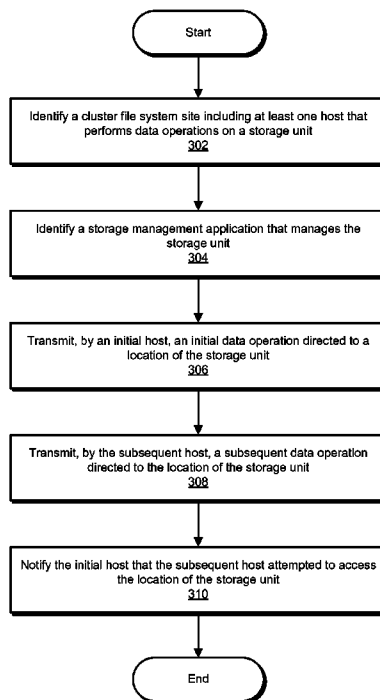 Start
Identify a cluster file system site including at least one host that
performs data operations on a storage unit
302
Identify a storage management application that manages the
storage unit
304
Transmit, by an initial host, an initial data operation directed to a
location of the storage unit
306
Transmit, by the subsequent host, a subsequent data operation
directed to the location of the storage unit
308
Notify the initial host that the subsequent host attempted to access
the location of the storage unit
310
End